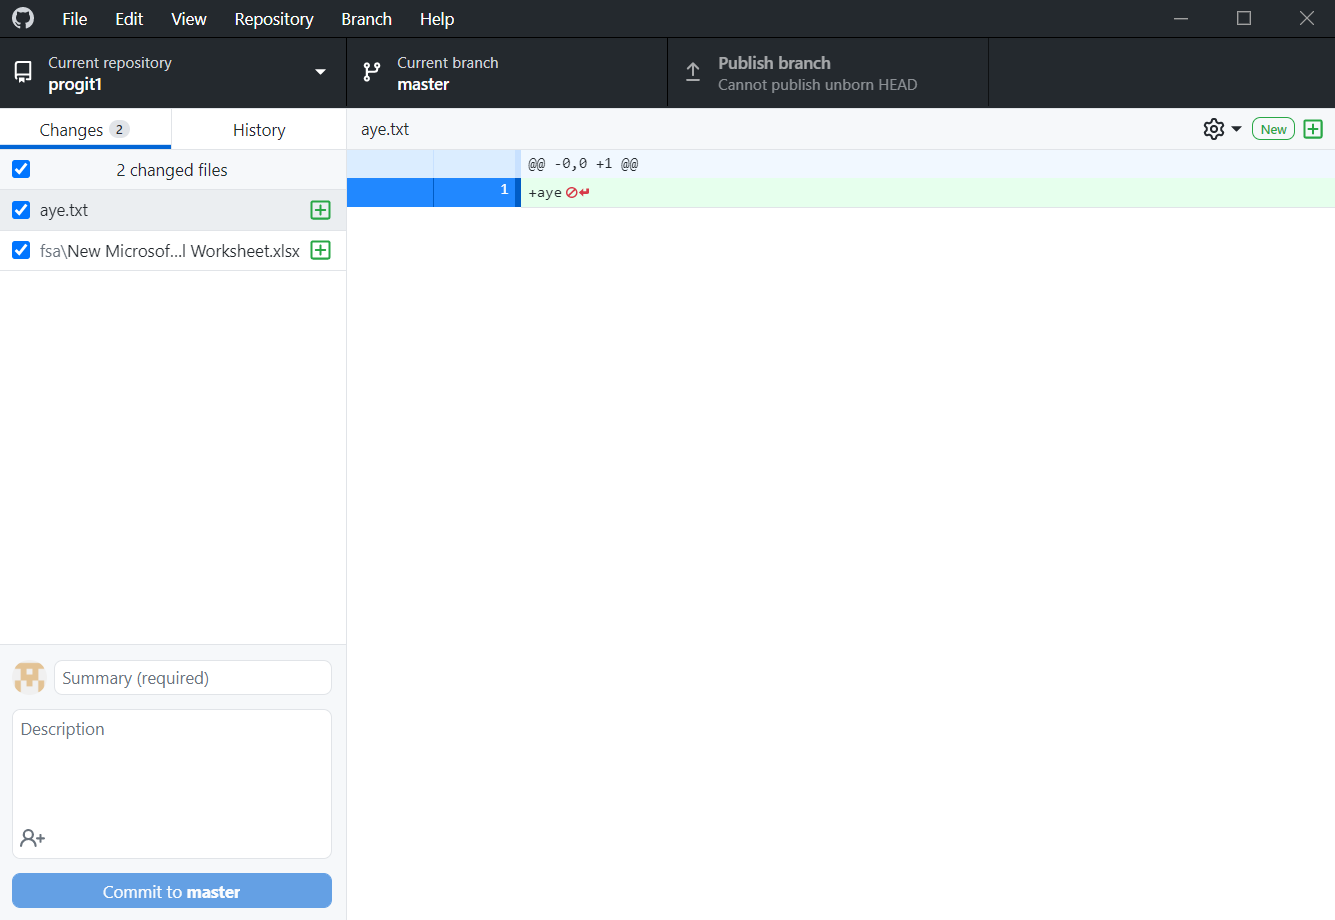 File Edit View Repository Branch Help
Current repository
progit1
Current branch
master
Publish branch
Cannot publish unborn HEAD
Changes 2
History
2 changed files
aye.txt
fsa\New Microsof...l Worksheet.xlsx
Summary (required)
Description
Commit to master
aye.txt
New
@@ -0,0 +1 @@
1 +aye